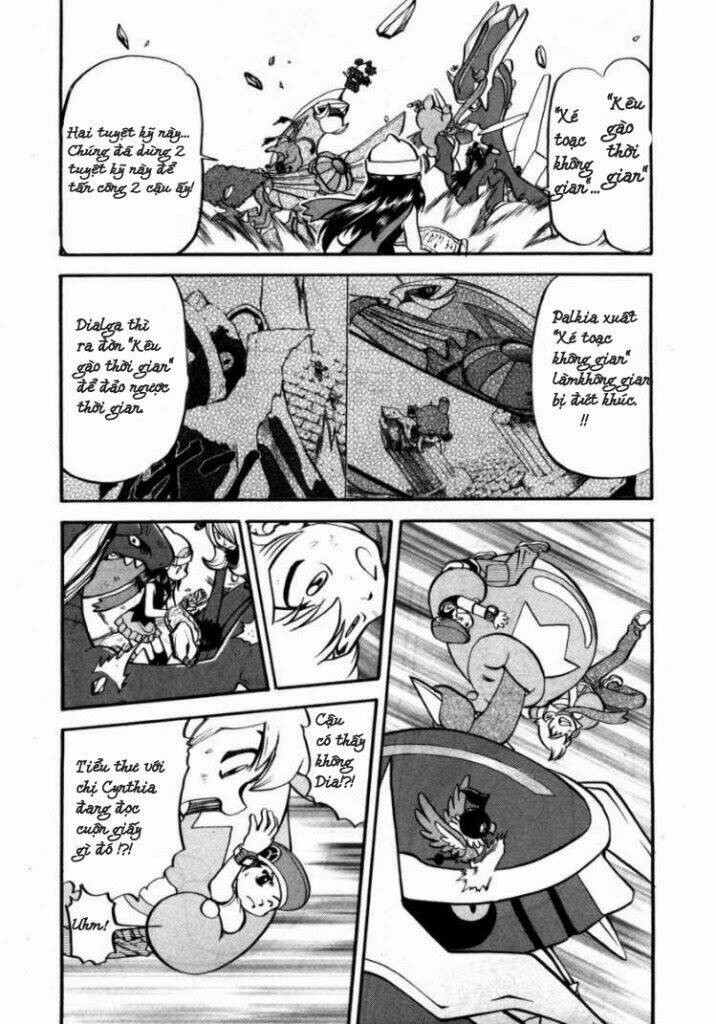 "Kêu
gào thời
gian"
"Xé
toạc
không
gian"...
Hai tuyệt kỹ này...
Chúng đã dùng 2
tuyệt kỹ này để
tấn công 2 cậu ấy!
Palkia xuất
"Xé toạc
không gian"
làmkhông gian
bị đứt khúc.
!!
Dialga thì
ra đòn "Kêu
gào thời gian"
để đảo ngược
thời gian.
Cậu
có thấy
không
Dia!?!
Tiểu thư với
chị Cynthia
đang đọc
cuộn giấy
gì đó !?!
Uhm!